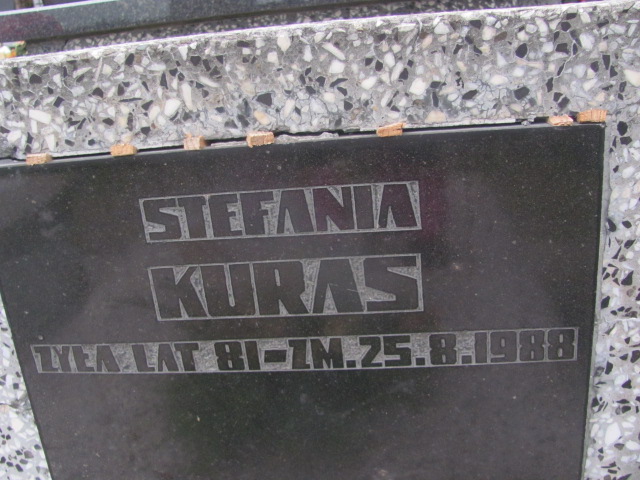 STEFANIA
KURAS
ŻYŁA LAT 81-ZM.25.8.1988